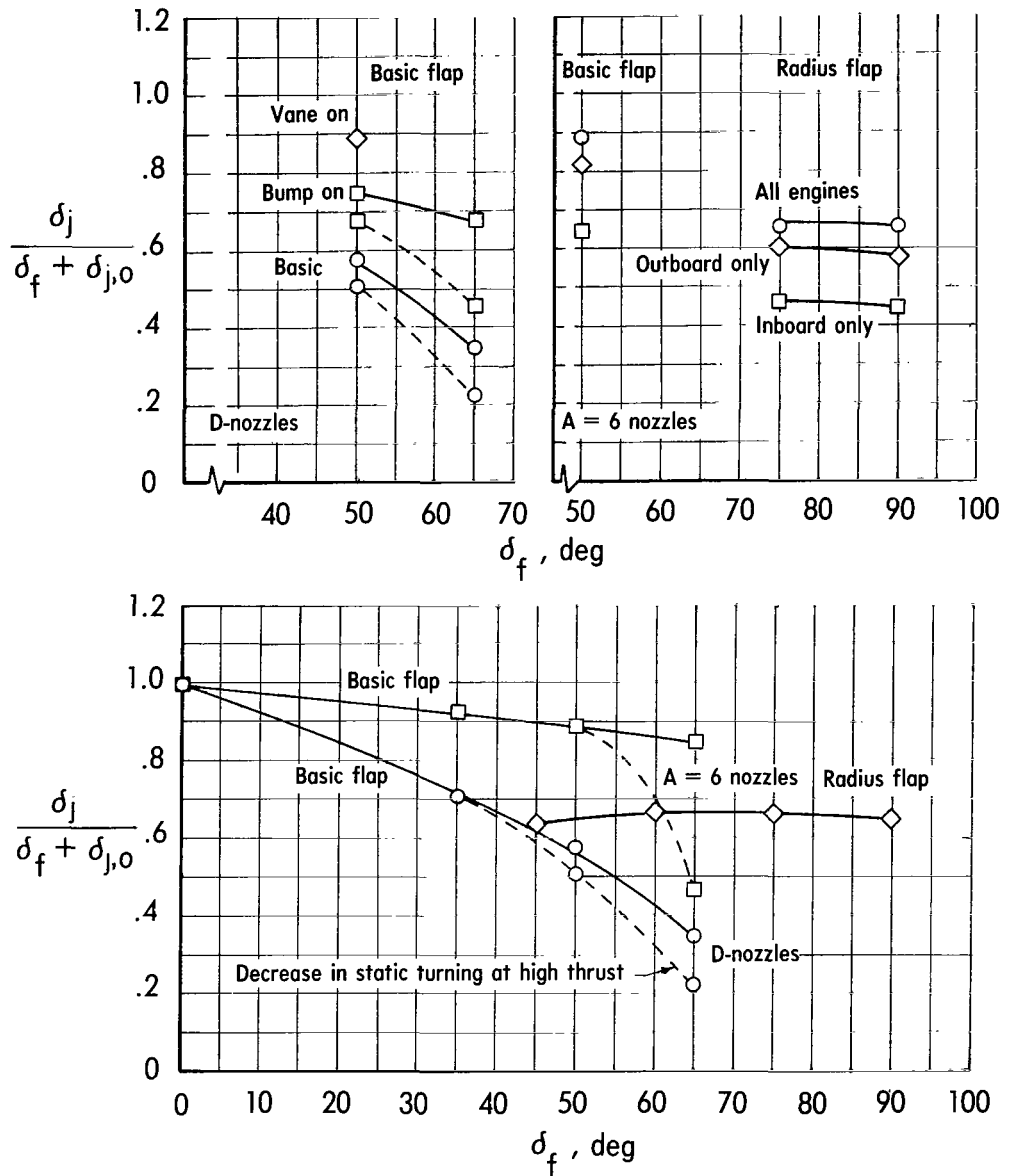 1.2
1.0
.8
.6
.4
.2
0
δj
δf + δj,o
Basic flap
Vane on
Bump on
Basic
D-nozzles
40 50 60 70
Basic flap
Radius flap
All engines
Outboard only
Inboard only
A = 6 nozzles
50 60 70 80 90 100
δf , deg
1.2
1.0
.8
.6
.4
.2
0
δj
δf + δj,o
Basic flap
Basic flap
A = 6 nozzles
Radius flap
D-nozzles
Decrease in static turning at high thrust
0 10 20 30 40 50 60 70 80 90 100
δf , deg